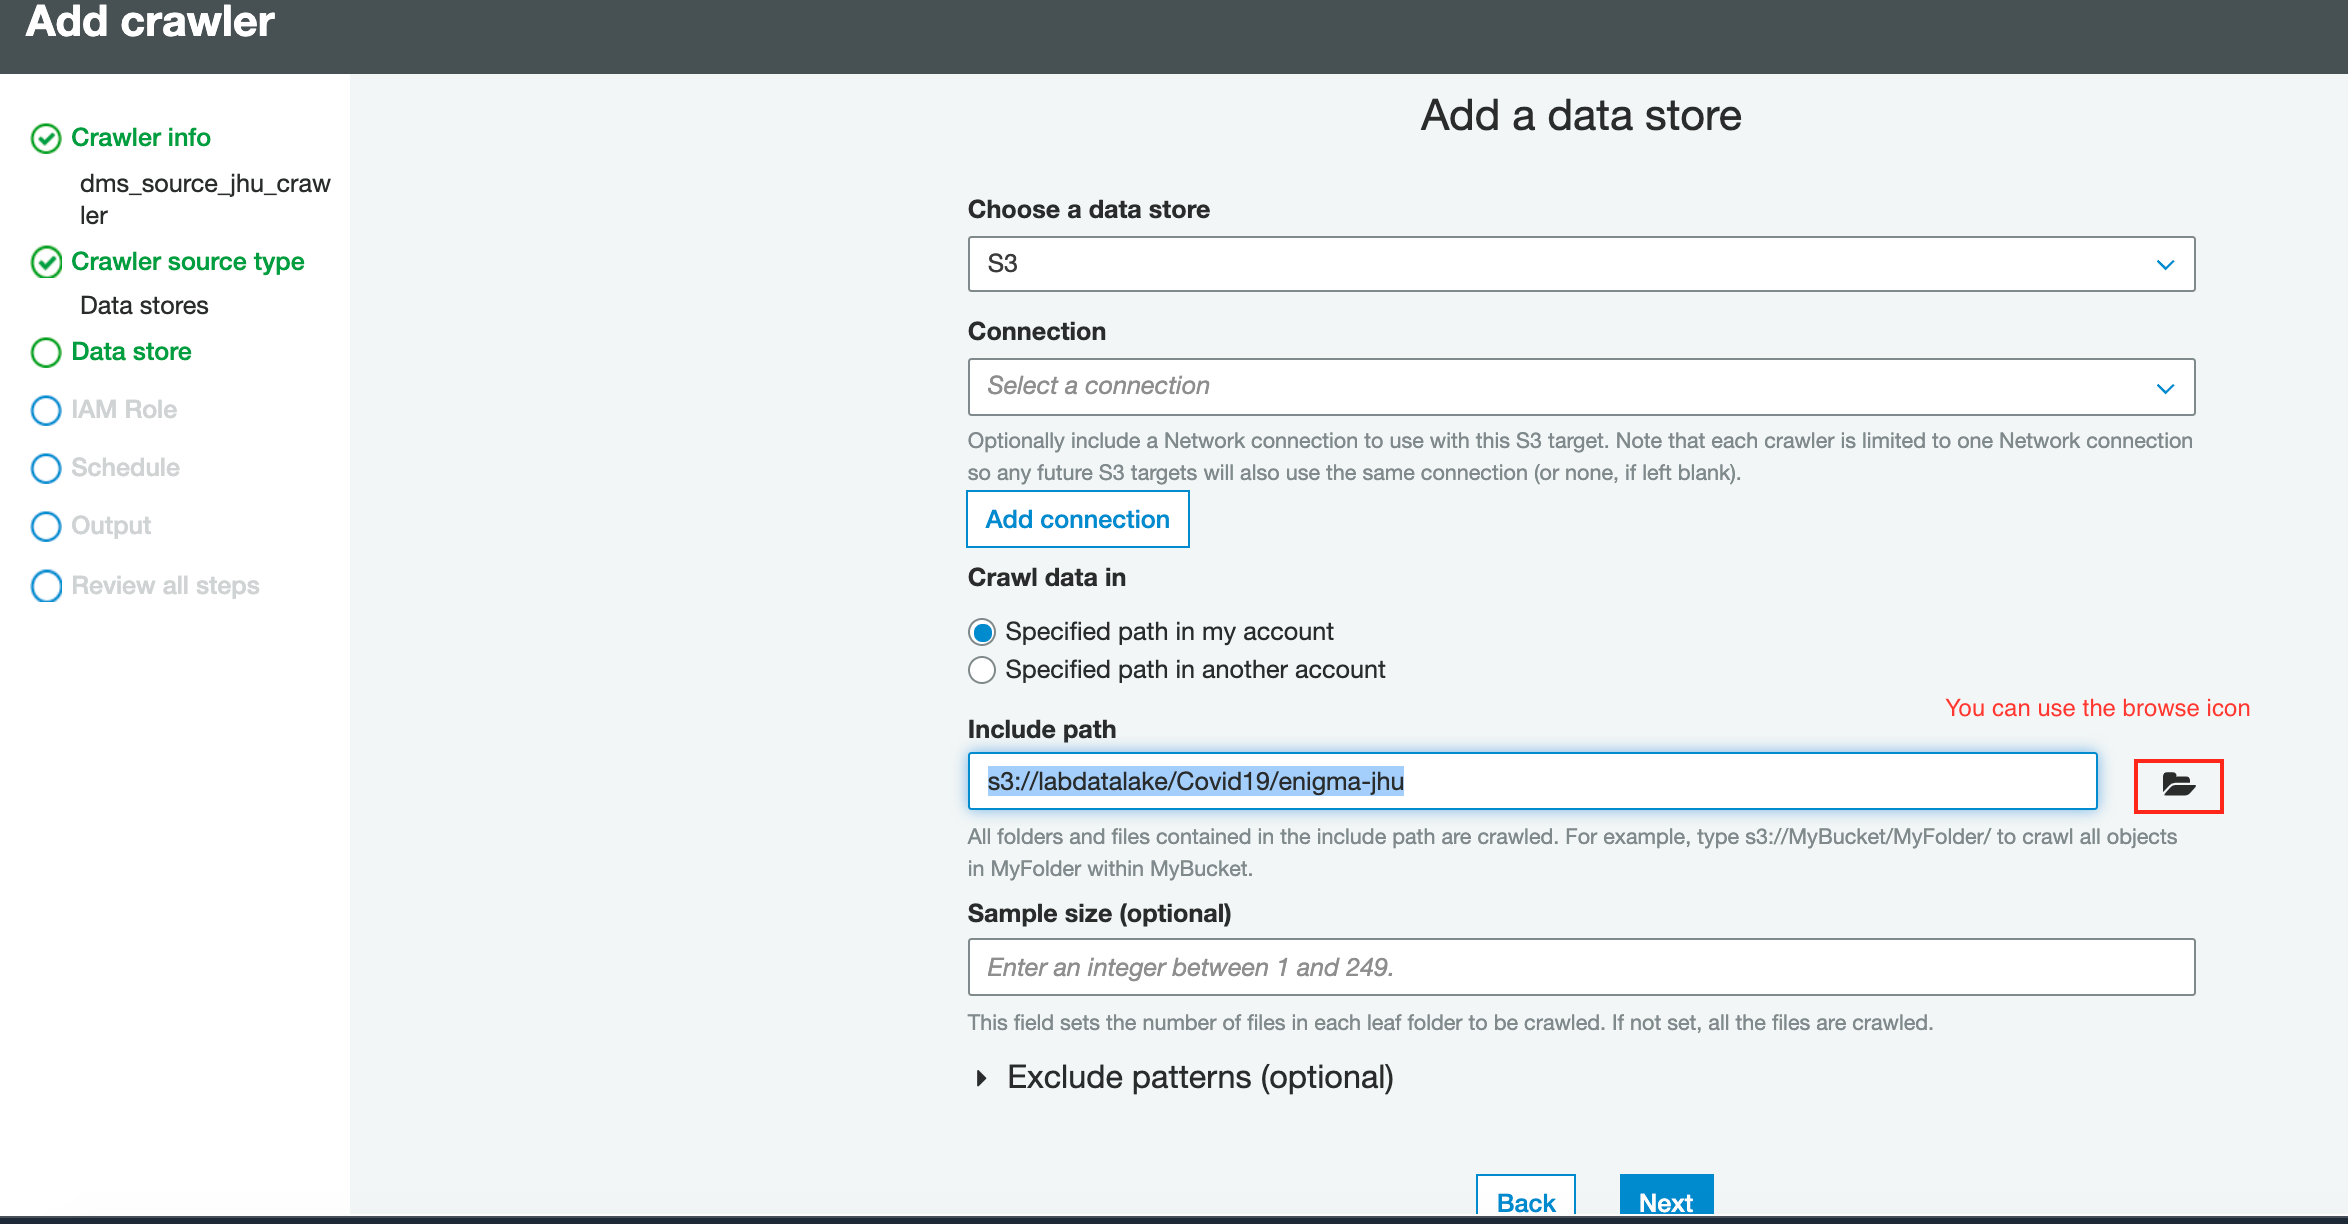 Add crawler
Crawler info
dms_source_jhu_craw
ler
Crawler source type
Data stores
Data store
IAM Role
Schedule
Output
Review all steps
Add a data store
Choose a data store
S3
Connection
Select a connection
Optionally include a Network connection to use with this S3 target. Note that each crawler is limited to one Network connection
so any future S3 targets will also use the same connection (or none, if left blank).
Add connection
Crawl data in
Specified path in my account
Specified path in another account
You can use the browse icon
Include path
s3://labdatalake/Covid19/enigma-jhu
All folders and files contained in the include path are crawled. For example, type s3://MyBucket/MyFolder/ to crawl all objects
in MyFolder within MyBucket.
Sample size (optional)
Enter an integer between 1 and 249.
This field sets the number of files in each leaf folder to be crawled. If not set, all the files are crawled.
Exclude patterns (optional)
Back
Next